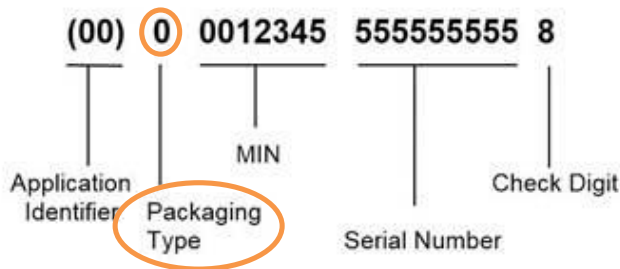 (00) 0 0012345 555555555 8
MIN
Application
Identifier
Packaging
Type
Serial Number
Check Digit